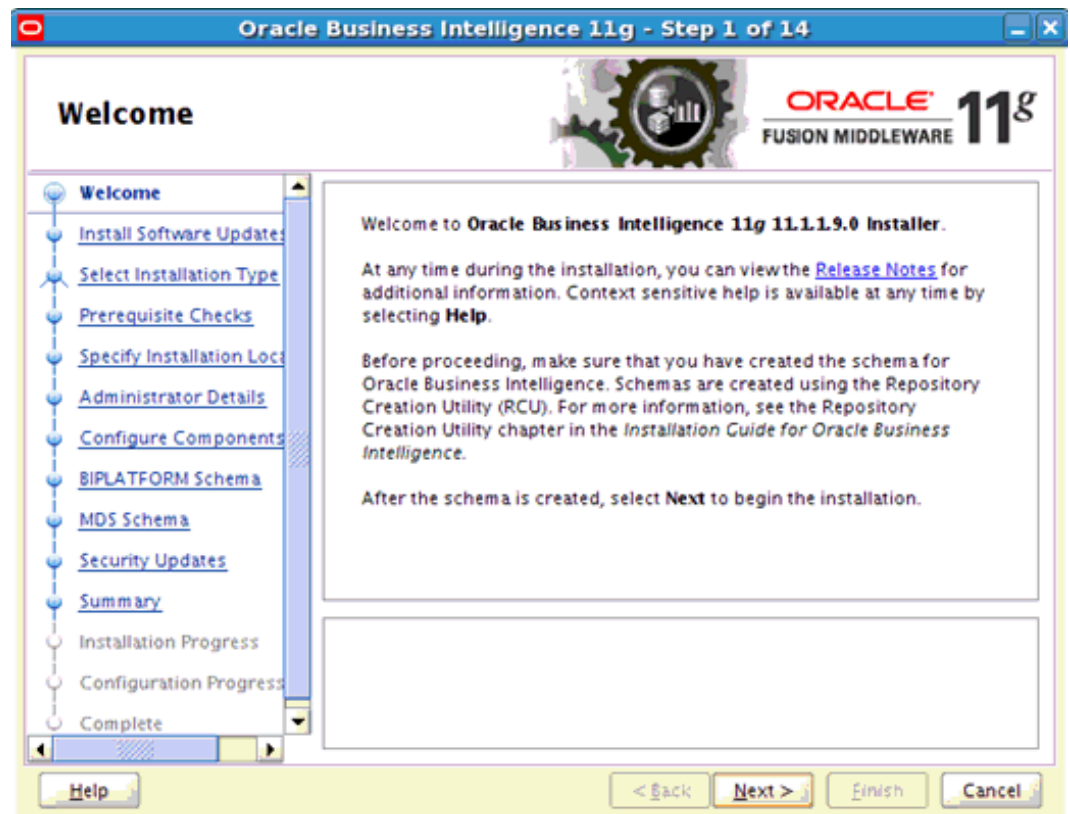 Oracle Business Intelligence 11g - Step 1 of 14
Welcome
ORACLE
FUSION MIDDLEWARE
11g
Welcome
Install Software Updates
Select Installation Type
Prerequisite Checks
Specify Installation Loca
Administrator Details
Configure Components
BIPLATFORM Schema
MDS Schema
Security Updates
Summary
Installation Progress
Configuration Progress
Complete
Welcome to Oracle Business Intelligence 11g 11.1.1.9.0 Installer.
At any time during the installation, you can view the Release Notes for
additional information. Context sensitive help is available at any time by
selecting Help.
Before proceeding, make sure that you have created the schema for
Oracle Business Intelligence. Schemas are created using the Repository
Creation Utility (RCU). For more information, see the Repository
Creation Utility chapter in the Installation Guide for Oracle Business
Intelligence.
After the schema is created, select Next to begin the installation.
Help
< Back
Next >
Finish
Cancel